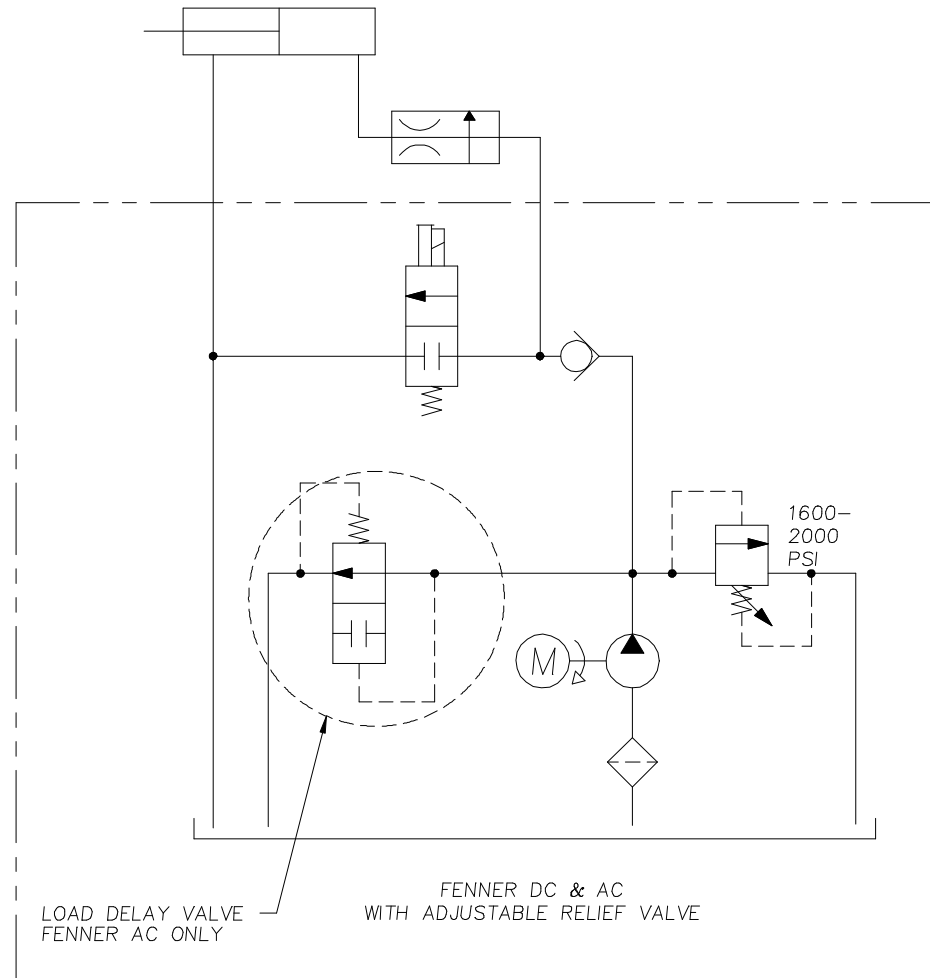 1600-
2000
PSI
M
FENNER DC & AC
WITH ADJUSTABLE RELIEF VALVE
LOAD DELAY VALVE
FENNER AC ONLY